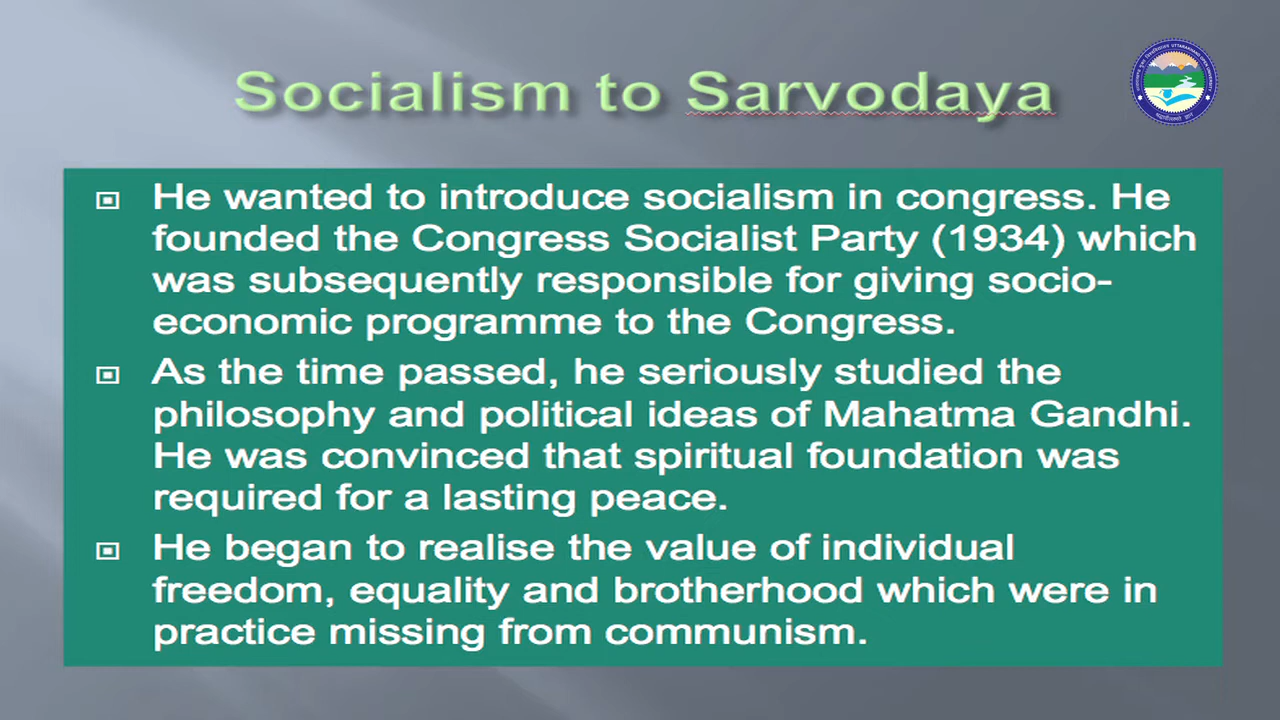 Socialism to Sarvodaya
He wanted to introduce socialism in congress. He
founded the Congress Socialist Party (1934) which
was subsequently responsible for giving socio-
economic programme to the Congress.
As the time passed, he seriously studied the
philosophy and political ideas of Mahatma Gandhi.
He was convinced that spiritual foundation was
required for a lasting peace.
He began to realise the value of individual
freedom, equality and brotherhood which were in
practice missing from communism.